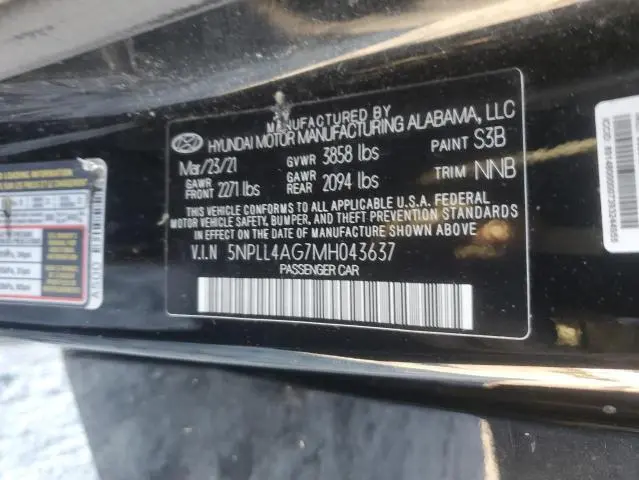 MANUFACTURED BY
HYUNDAI MOTOR MANUFACTURING ALABAMA, LLC
Mar/23/21 GVWR 3858 lbs PAINT S3B
GAWR FRONT 2271 lbs GAWR REAR 2094 lbs TRIM NNB
THIS VEHICLE CONFORMS TO ALL APPLICABLE U.S.A. FEDERAL
MOTOR VEHICLE SAFETY, BUMPER, AND THEFT PREVENTION STANDARDS
IN EFFECT ON THE DATE OF MANUFACTURE SHOWN ABOVE
V.I.N 5NPLL4AG7MH043637
PASSENGER CAR